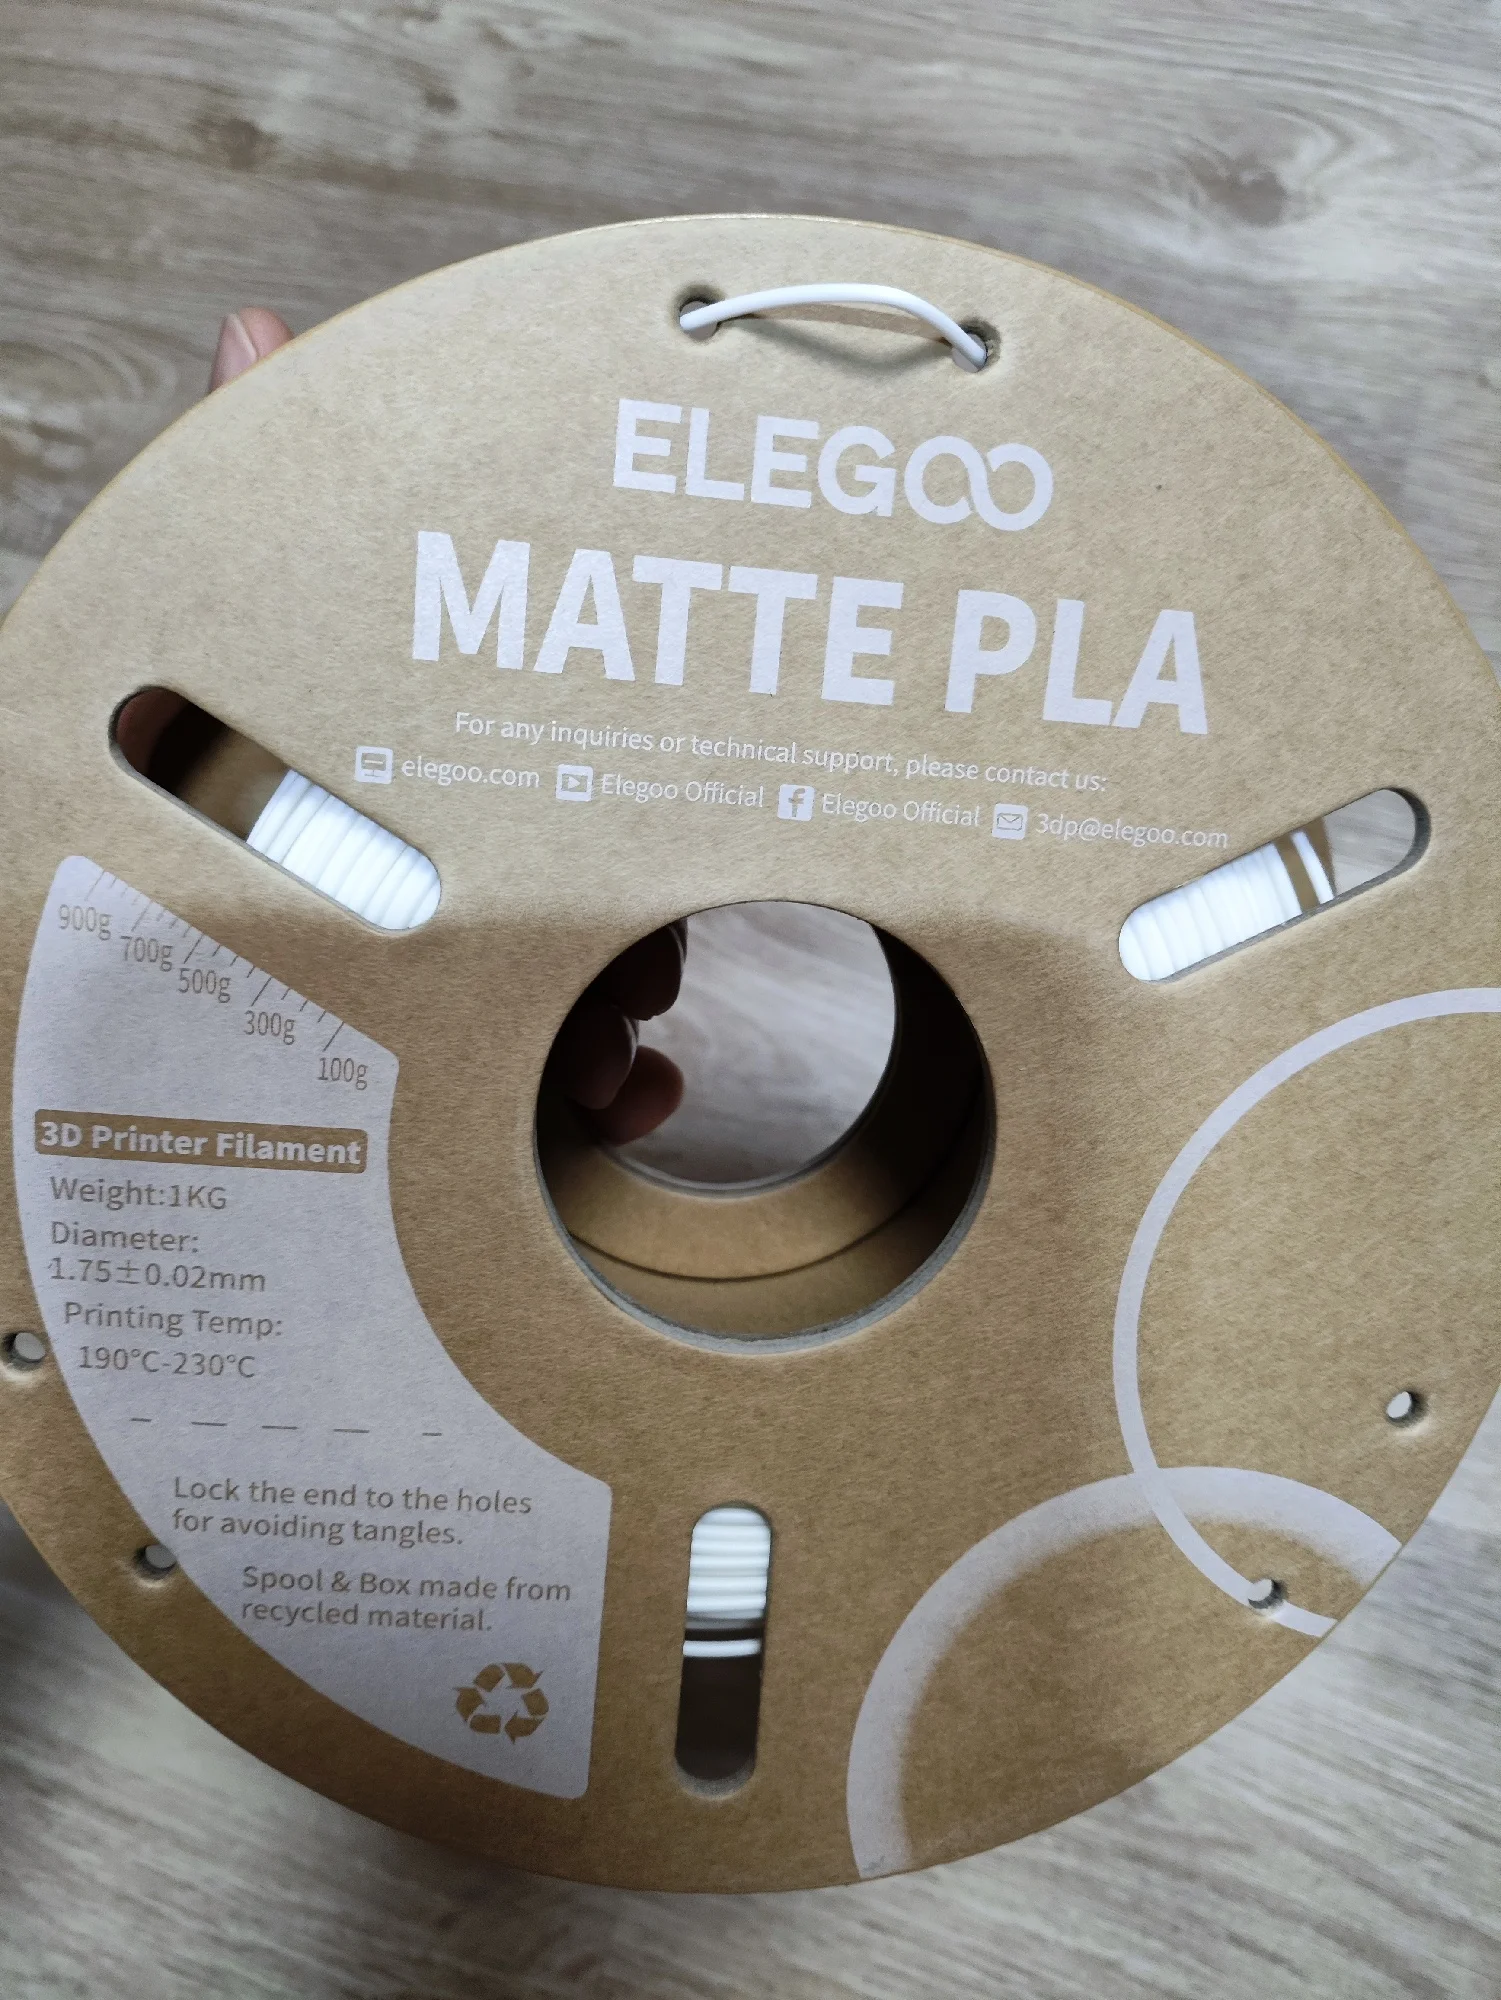 ELEGOO
MATTE PLA
For any inquiries or technical support, please contact us:
elegoo.com Elegoo Official Elegoo Official 3dp@elegoo.com
900g
700g
500g
300g
100g
3D Printer Filament
Weight:1KG
Diameter:
1.75±0.02mm
Printing Temp:
190°C-230°C
Lock the end to the holes
for avoiding tangles.
Spool & Box made from
recycled material.